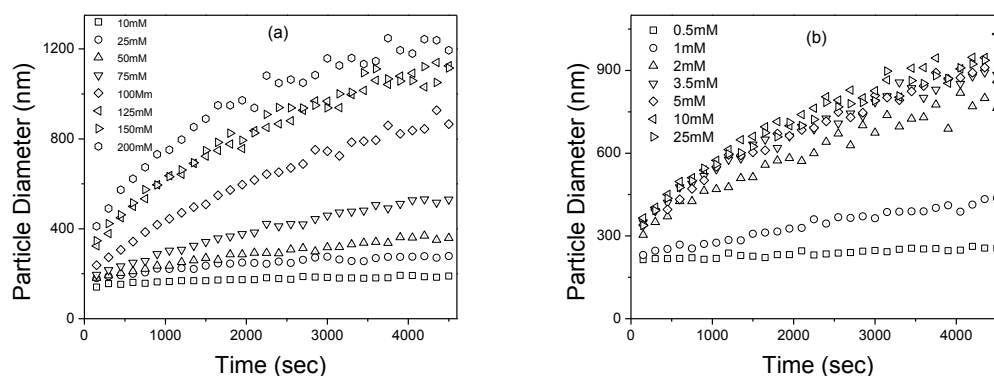 (a)
10mM
25mM
50mM
75mM
100Mm
125mM
150mM
200mM
Particle Diameter (nm)
1200
800
400
0
0 1000 2000 3000 4000
Time (sec)
(b)
0.5mM
1mM
2mM
3.5mM
5mM
10mM
25mM
Particle Diameter (nm)
900
600
300
0
0 1000 2000 3000 4000
Time (sec)